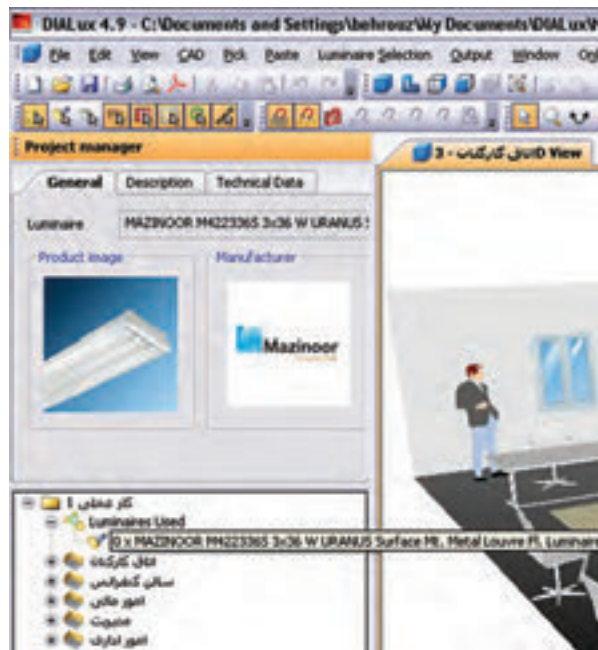 DIALux 4.9 - C:\Documents and Settings\behrouz\My Documents\DIALux\
File Edit View CAD Pick Paste Luminaire Selection Output Window
Project manager
3 - اتاق کارکنانD View
General Description Technical Data
Luminaire MAZINOOR M4223365 3x36 W URANUS
Product image Manufacturer
Mazinoor
کار عملی 1
Luminaires Used
0 x MAZINOOR M4223365 3x36 W URANUS Surface Mt. Metal Louvre Fl. Luminaire
اتاق کارکنان
سالن کنفرانس
امور مالی
مدیریت
امور اداری